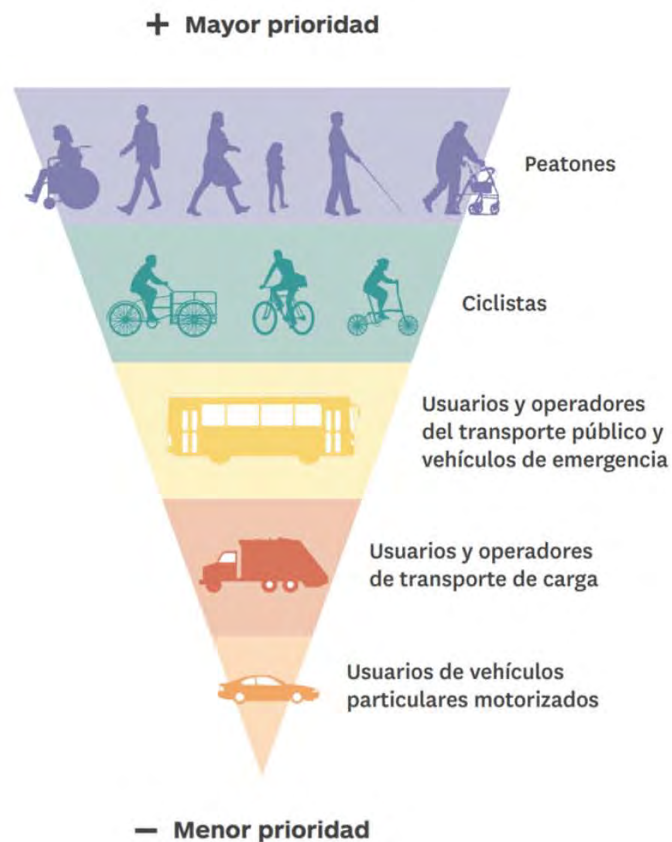 + Mayor prioridad
Peatones
Ciclistas
Usuarios y operadores
del transporte público y
vehículos de emergencia
Usuarios y operadores
de transporte de carga
Usuarios de vehículos
particulares motorizados
− Menor prioridad